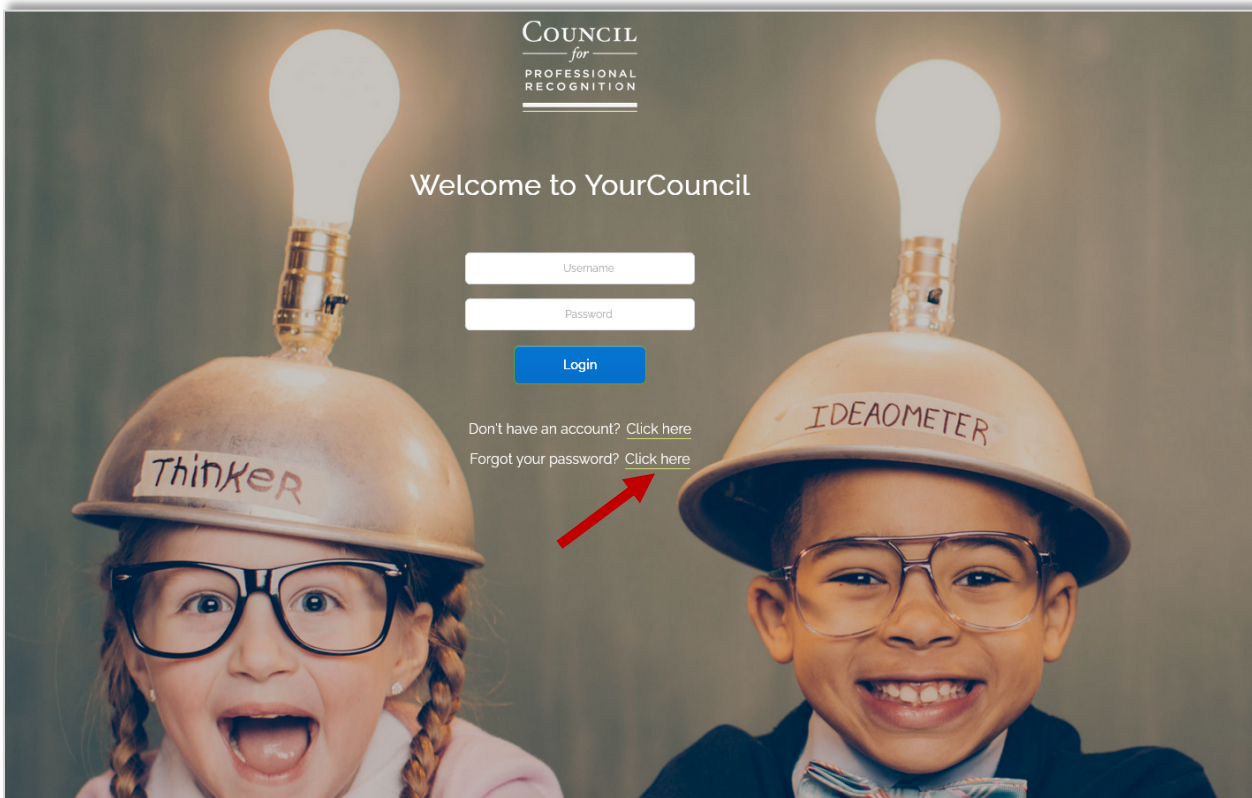 COUNCIL
for
PROFESSIONAL
RECOGNITION
Welcome to YourCouncil
Username
Password
Login
Don't have an account? Click here
Forgot your password? Click here
ThinKeR
IDEAOMETER